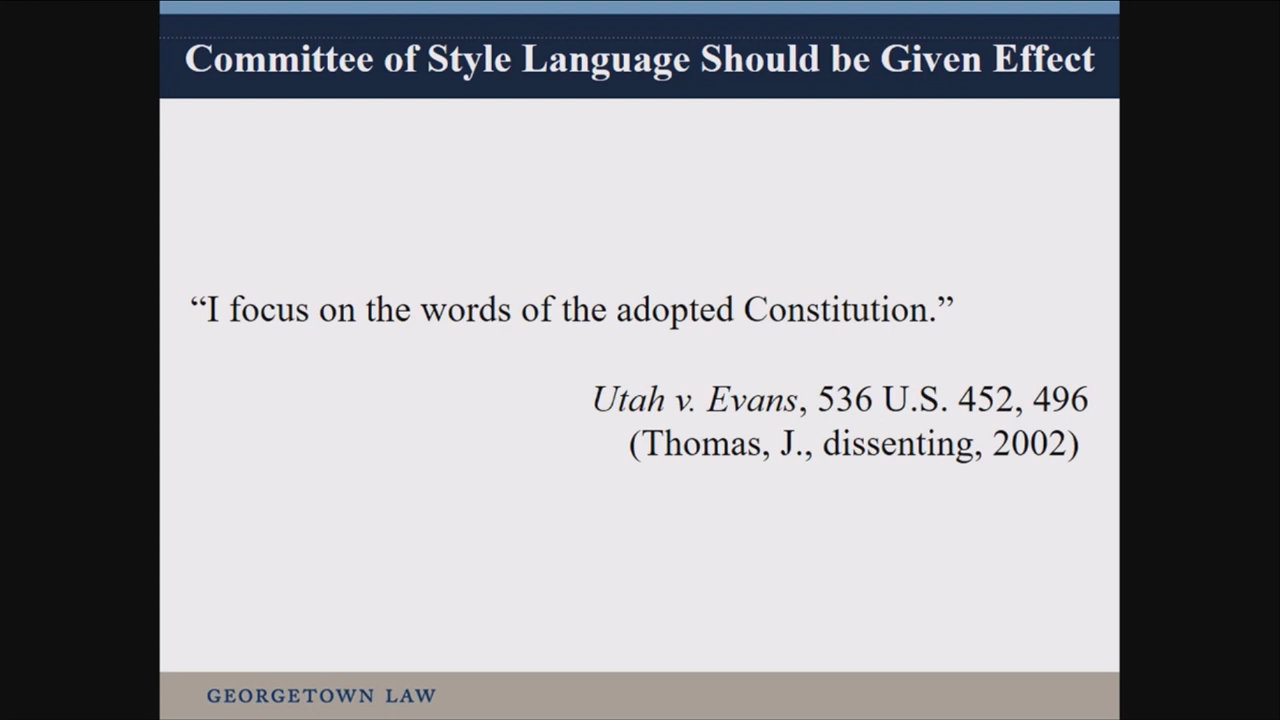 Committee of Style Language Should be Given Effect
“I focus on the words of the adopted Constitution.”
Utah v. Evans, 536 U.S. 452, 496
(Thomas, J., dissenting, 2002)
GEORGETOWN LAW